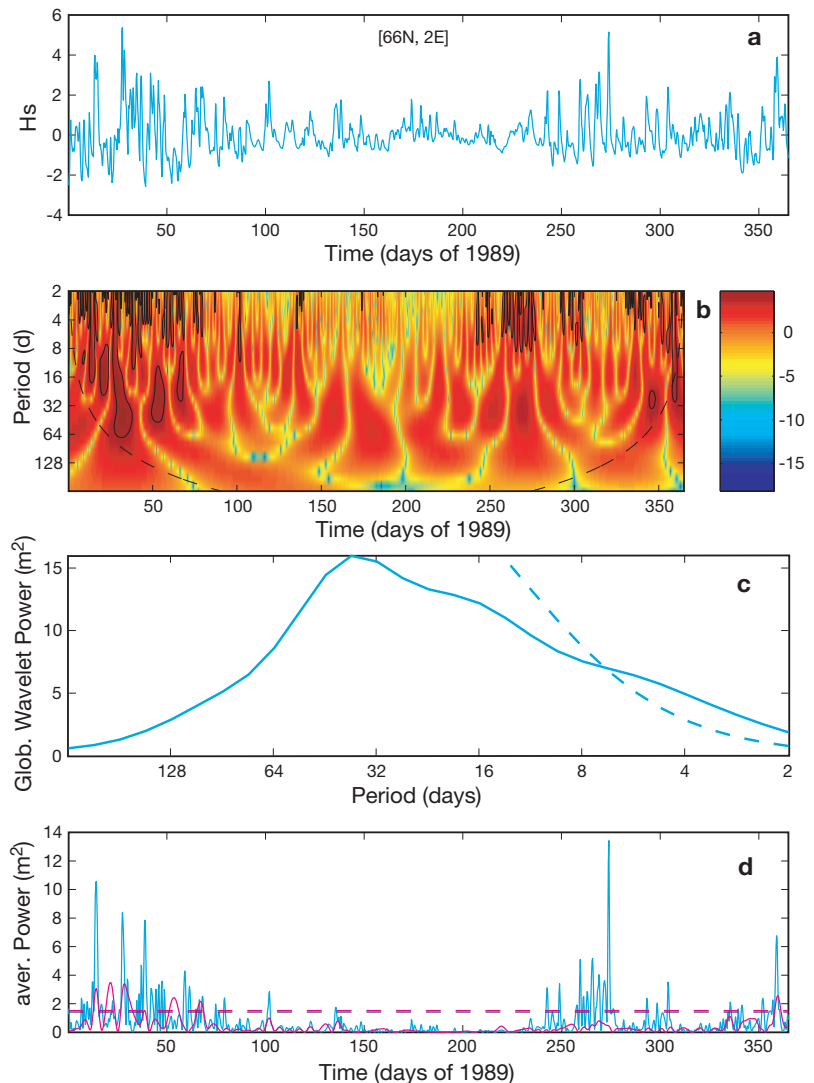 6
4
2
0
-2
-4
Hs
[66N, 2E]
a
50 100 150 200 250 300 350
Time (days of 1989)
2
4
8
16
32
64
128
Period (d)
b
0
-5
-10
-15
50 100 150 200 250 300 350
Time (days of 1989)
15
10
5
0
Glob. Wavelet Power (m²)
c
128 64 32 16 8 4 2
Period (days)
14
12
10
8
6
4
2
0
aver. Power (m²)
d
50 100 150 200 250 300 350
Time (days of 1989)